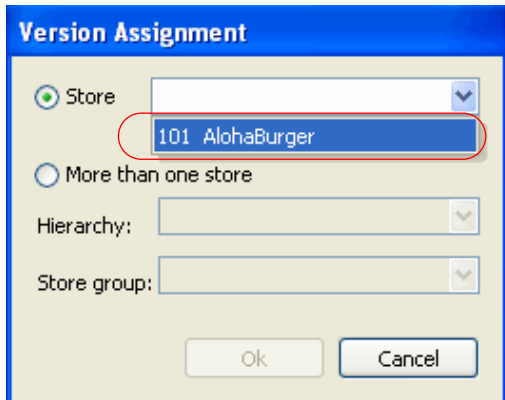 Version Assignment
Store
101 AlohaBurger
More than one store
Hierarchy:
Store group:
Ok
Cancel